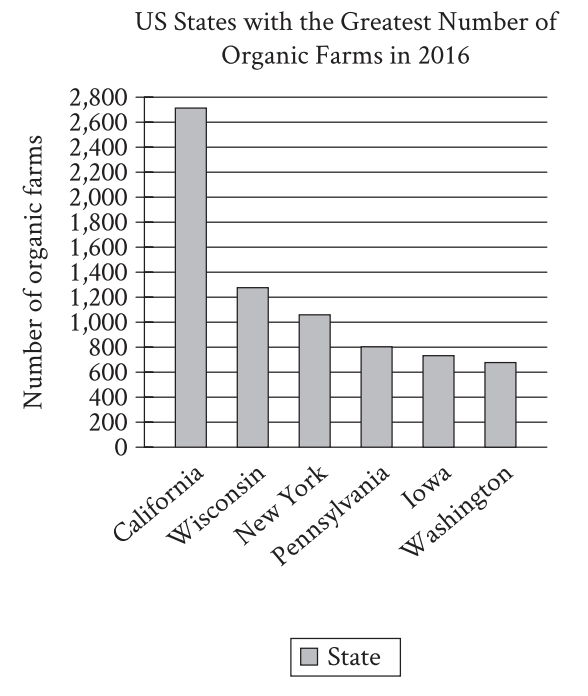 US States with the Greatest Number of
Organic Farms in 2016
Number of organic farms
2,800
2,600
2,400
2,200
2,000
1,800
1,600
1,400
1,200
1,000
800
600
400
200
0
California
Wisconsin
New York
Pennsylvania
Iowa
Washington
State